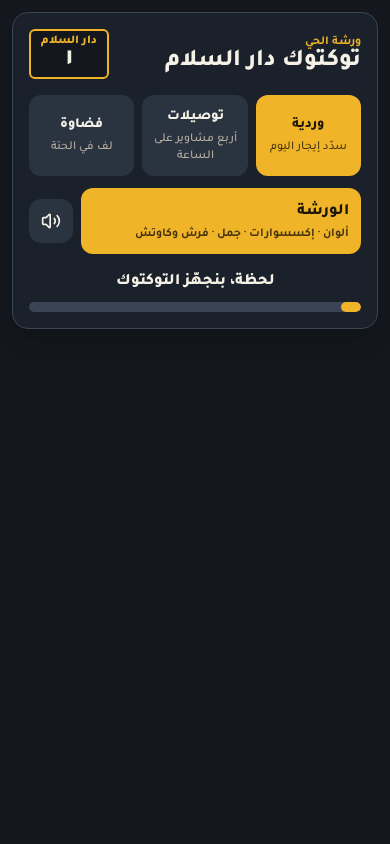 ورشة الحي
توكتوك دار السلام
دار السلام
١
وردية
سدّد إيجار اليوم
توصيلات
أربع مشاوير على
الساعة
فضاوة
لف في الحتة
الورشة
ألوان · إكسسوارات · جمل · فرش وكاوتش
لحظة، بنجهّز التوكتوك